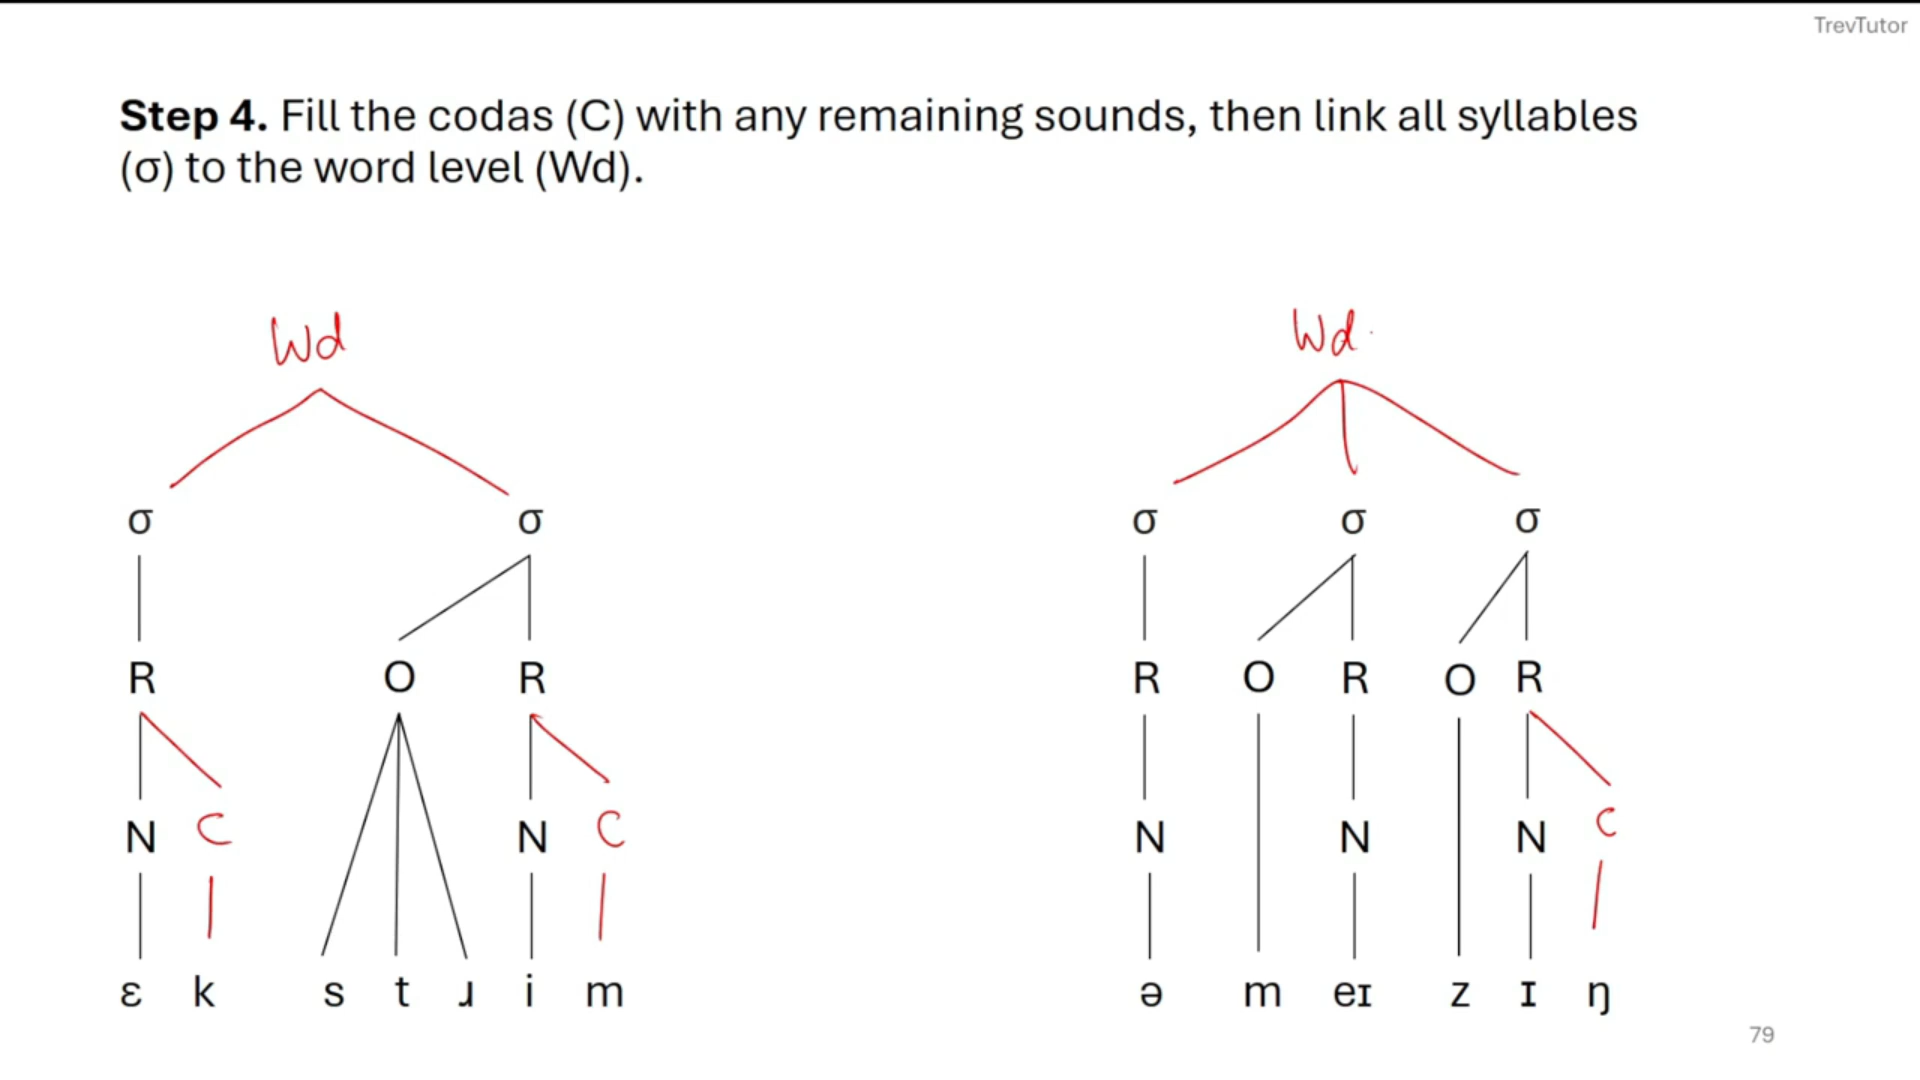 TrevTutor
Step 4. Fill the codas (C) with any remaining sounds, then link all syllables
(σ) to the word level (Wd).
Wd Wd
σ σ σ σ σ
R O R R O R O R
N C N C N N N C
ɛ k s t ɹ i m ə m eɪ z ɪ ŋ
79